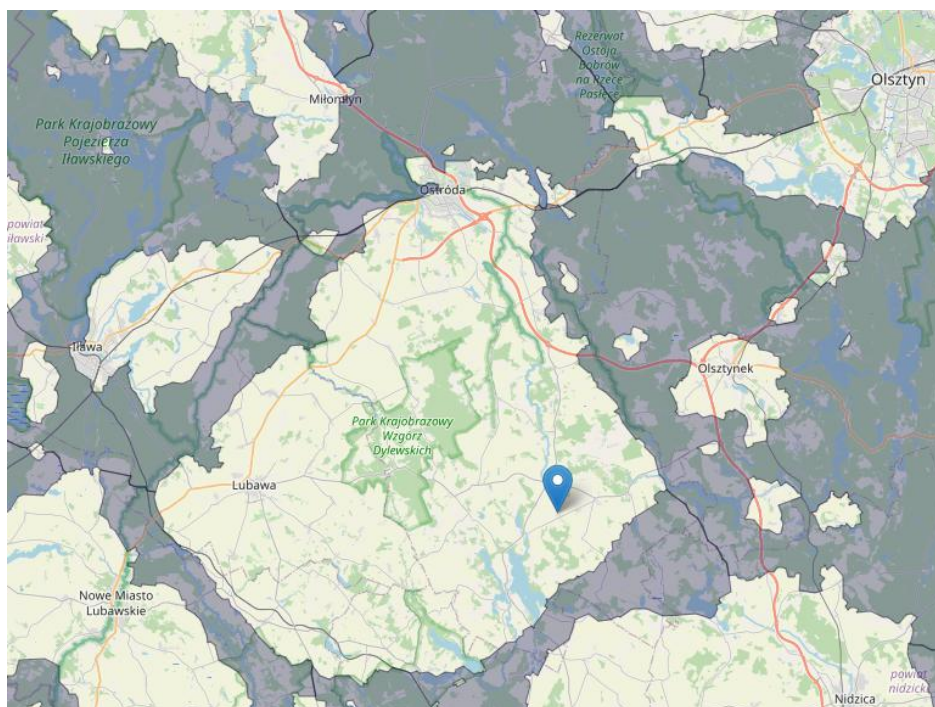 Rezerwat
Ostoja
Bobrów
na Rzece
Pasłęce
Olsztyn
Miłomłyn
Park Krajobrazowy
Pojezierza
Iławskiego
Ostróda
powiat
iławski
Iława
Olsztynek
Park Krajobrazowy
Wzgórz
Dylewskich
Lubawa
Nowe Miasto
Lubawskie
powiat
nidzicki
Nidzica